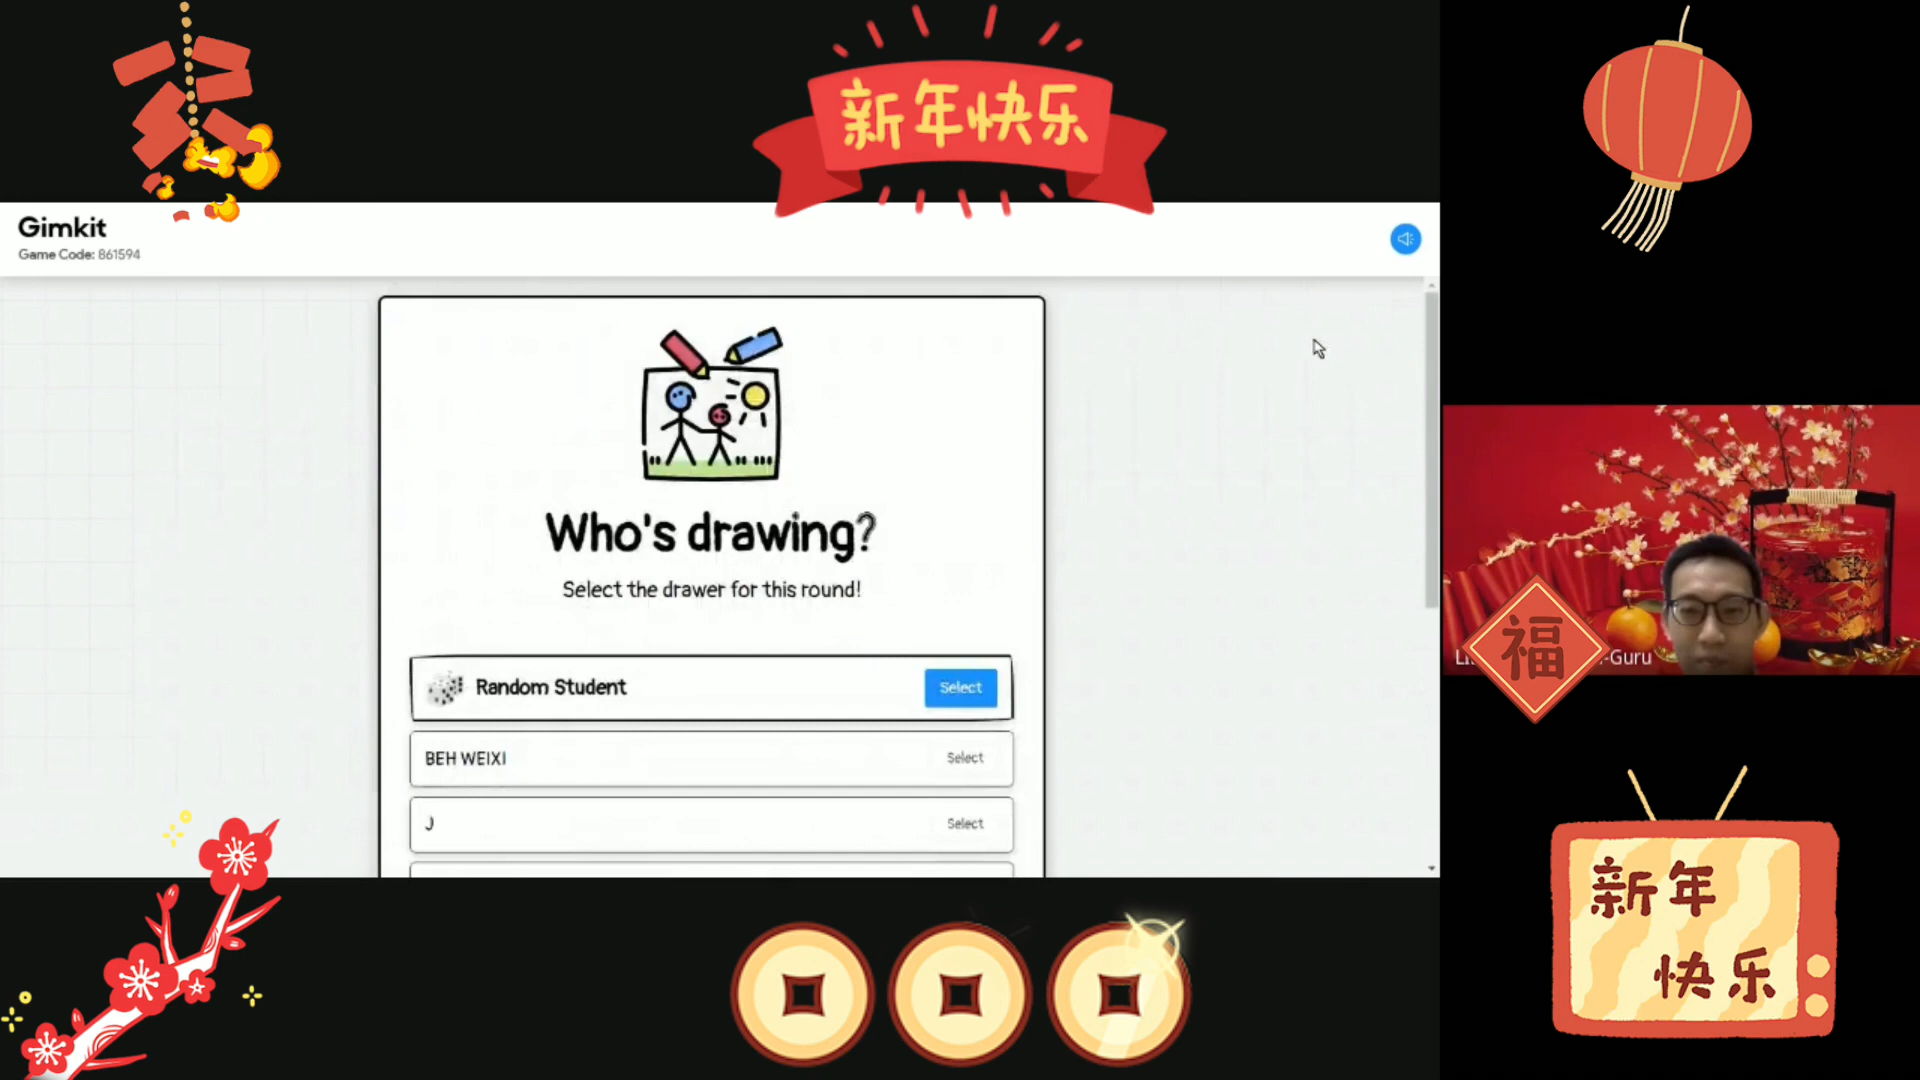 新年快乐
Gimkit
Game Code: 861594
Who's drawing?
Select the drawer for this round!
Random Student
Select
BEH WEIXI
Select
J
Select
福
-Guru
新年
快乐